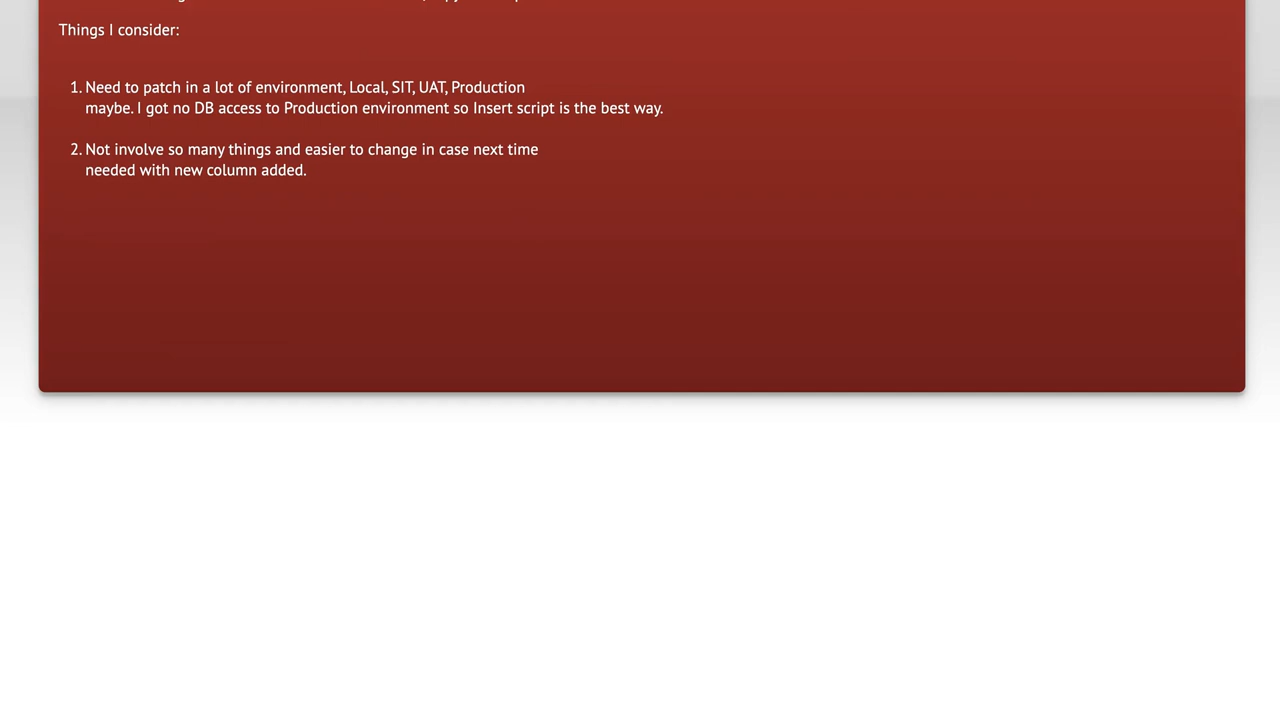 Things I consider:
1. Need to patch in a lot of environment, Local, SIT, UAT, Production
maybe. I got no DB access to Production environment so Insert script is the best way.
2. Not involve so many things and easier to change in case next time
needed with new column added.